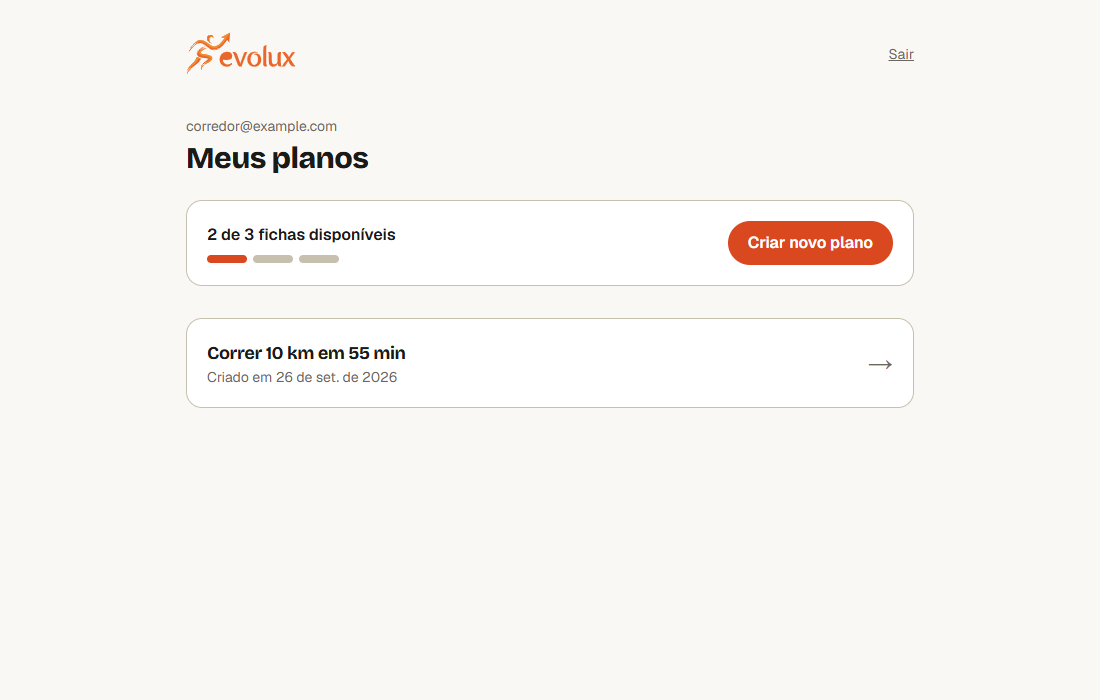 evolux
Sair
corredor@example.com
Meus planos
2 de 3 fichas disponíveis
Criar novo plano
Correr 10 km em 55 min
Criado em 26 de set. de 2026